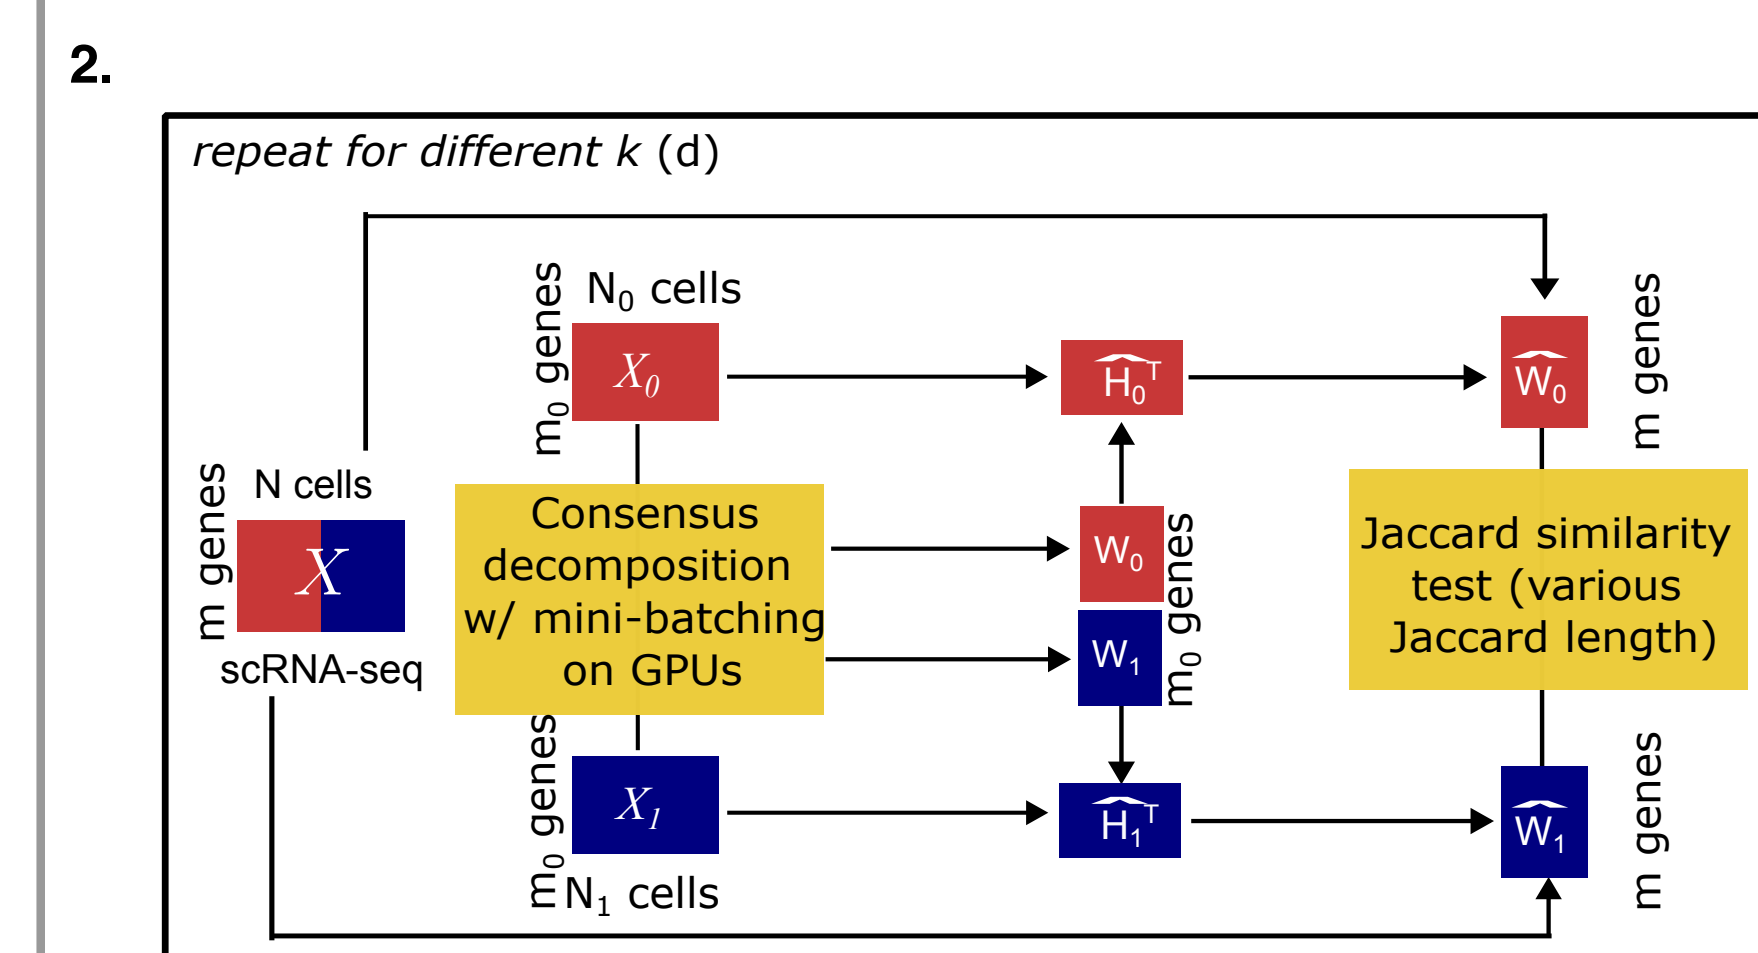 2.
repeat for different k (d)
m₀ genes
N₀ cells
X₀
Ĥ₀ᵀ
Ŵ₀
m genes
m genes
N cells
X
scRNA-seq
Consensus
decomposition
w/ mini-batching
on GPUs
W₀
W₁
m₀ genes
Jaccard similarity
test (various
Jaccard length)
m₀ genes
X₁
N₁ cells
Ĥ₁ᵀ
Ŵ₁
m genes